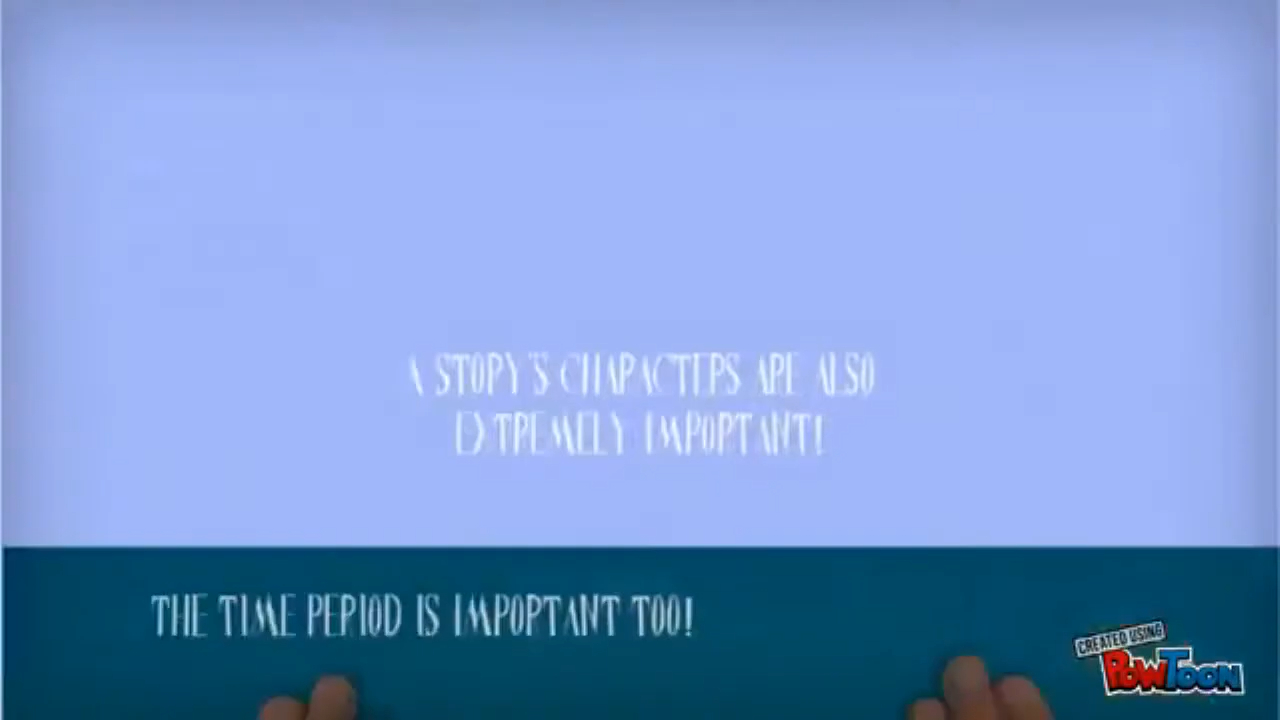 A STORY'S CHARACTERS ARE ALSO
EXTREMELY IMPORTANT!
THE TIME PERIOD IS IMPORTANT TOO!
CREATED USING
POWTOON